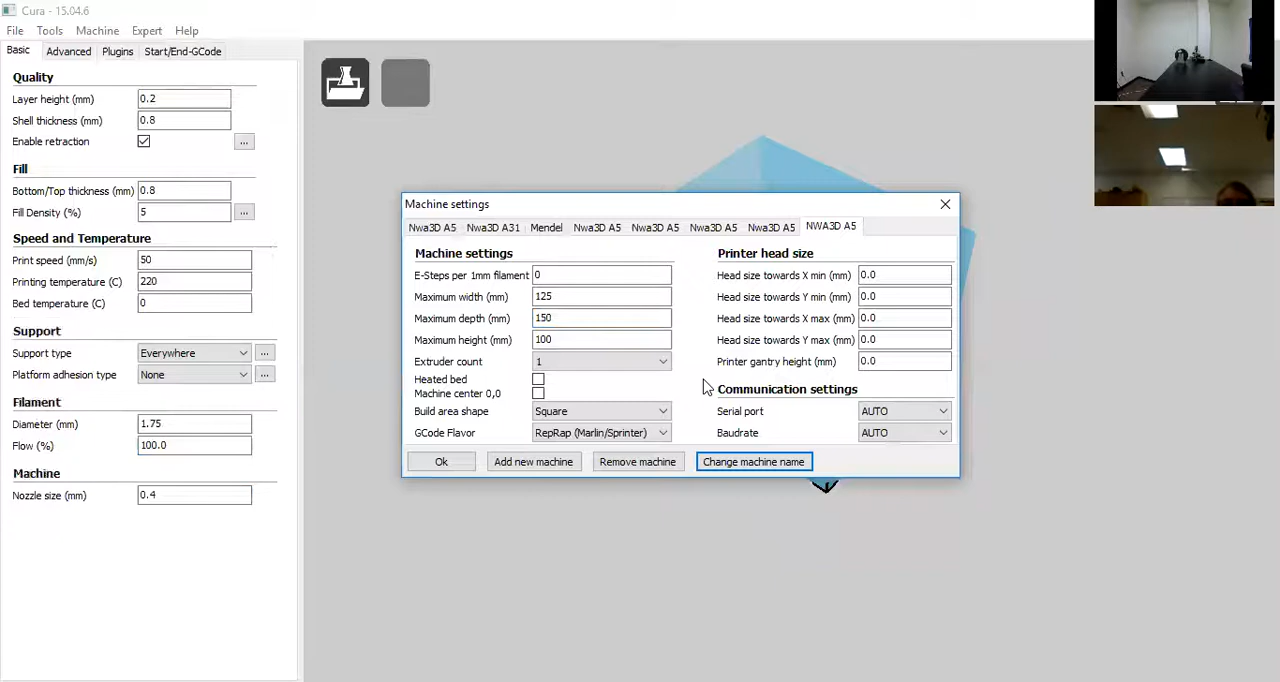 Cura - 15.04.6
File Tools Machine Expert Help
Basic Advanced Plugins Start/End-GCode
Quality
Layer height (mm) 0.2
Shell thickness (mm) 0.8
Enable retraction ...
Fill
Bottom/Top thickness (mm) 0.8
Fill Density (%) 5 ...
Speed and Temperature
Print speed (mm/s) 50
Printing temperature (C) 220
Bed temperature (C) 0
Support
Support type Everywhere ...
Platform adhesion type None ...
Filament
Diameter (mm) 1.75
Flow (%) 100.0
Machine
Nozzle size (mm) 0.4
Machine settings
Nwa3D A5 Nwa3D A31 Mendel Nwa3D A5 Nwa3D A5 Nwa3D A5 Nwa3D A5 NWA3D A5
Machine settings
E-Steps per 1mm filament 0
Maximum width (mm) 125
Maximum depth (mm) 150
Maximum height (mm) 100
Extruder count 1
Heated bed
Machine center 0,0
Build area shape Square
GCode Flavor RepRap (Marlin/Sprinter)
Printer head size
Head size towards X min (mm) 0.0
Head size towards Y min (mm) 0.0
Head size towards X max (mm) 0.0
Head size towards Y max (mm) 0.0
Printer gantry height (mm) 0.0
Communication settings
Serial port AUTO
Baudrate AUTO
Ok Add new machine Remove machine Change machine name